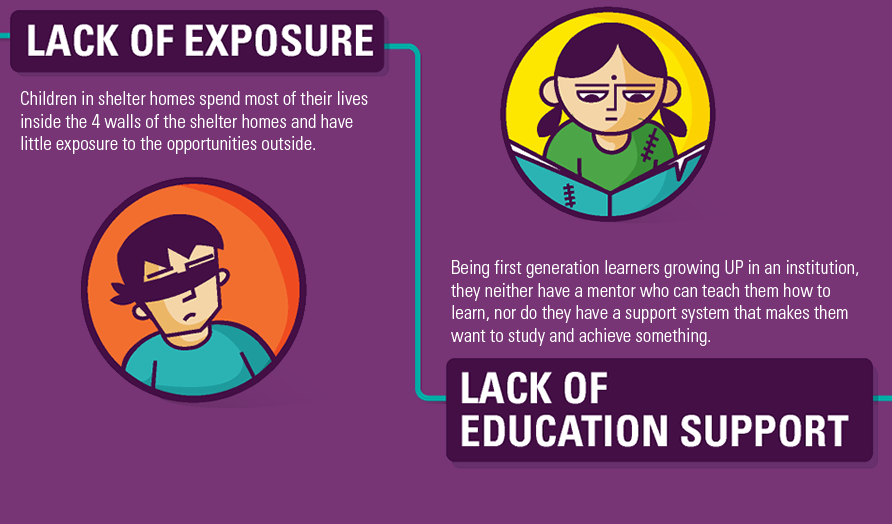 LACK OF EXPOSURE
Children in shelter homes spend most of their lives
inside the 4 walls of the shelter homes and have
little exposure to the opportunities outside.
Being first generation learners growing UP in an institution,
they neither have a mentor who can teach them how to
learn, nor do they have a support system that makes them
want to study and achieve something.
LACK OF
EDUCATION SUPPORT